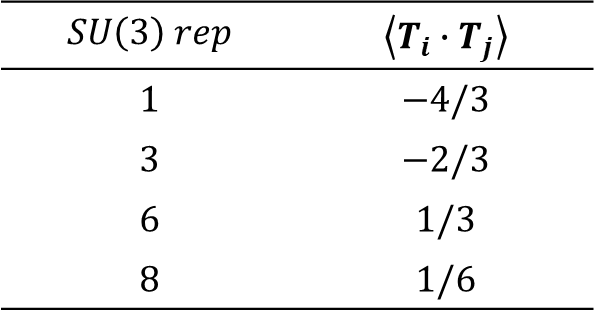 SU(3) rep ⟨T_i · T_j⟩
1 −4/3
3 −2/3
6 1/3
8 1/6